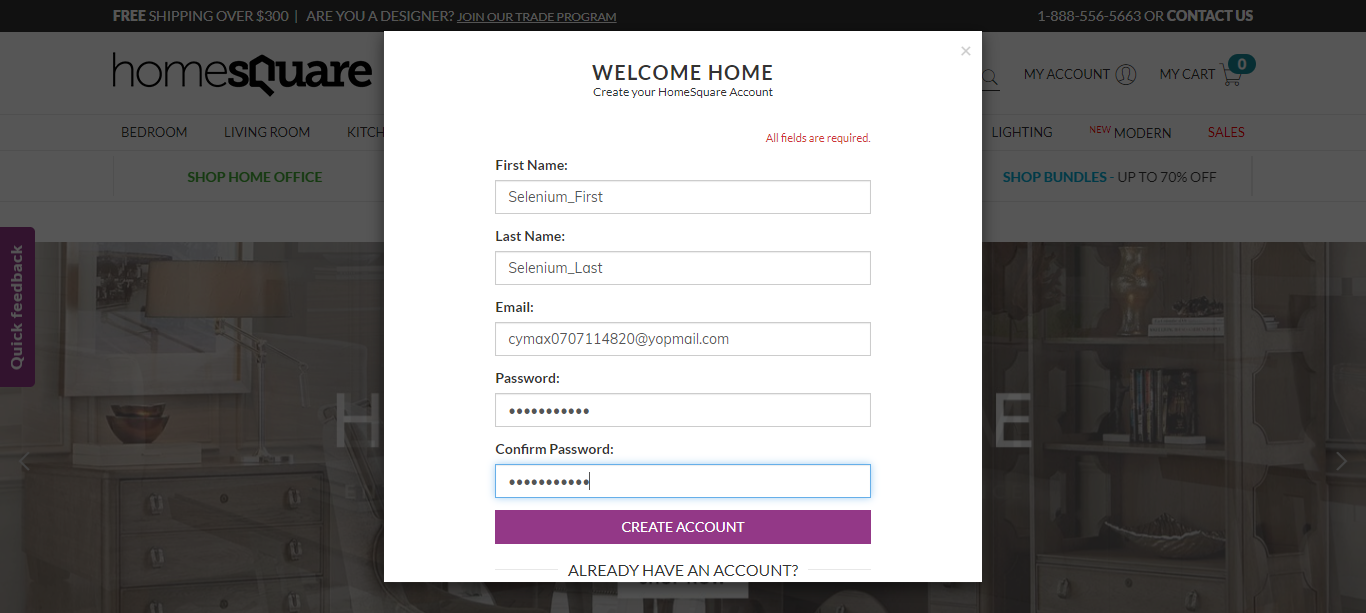 FREE SHIPPING OVER $300 | ARE YOU A DESIGNER? JOIN OUR TRADE PROGRAM
1-888-556-5663 OR CONTACT US
homesquare
MY ACCOUNT
MY CART
0
BEDROOM
LIVING ROOM
KITCH
LIGHTING
NEW MODERN
SALES
SHOP HOME OFFICE
SHOP BUNDLES - UP TO 70% OFF
Quick feedback
×
WELCOME HOME
Create your HomeSquare Account
All fields are required.
First Name:
Selenium_First
Last Name:
Selenium_Last
Email:
cymax0707114820@yopmail.com
Password:
•••••••••••
Confirm Password:
•••••••••••
CREATE ACCOUNT
ALREADY HAVE AN ACCOUNT?